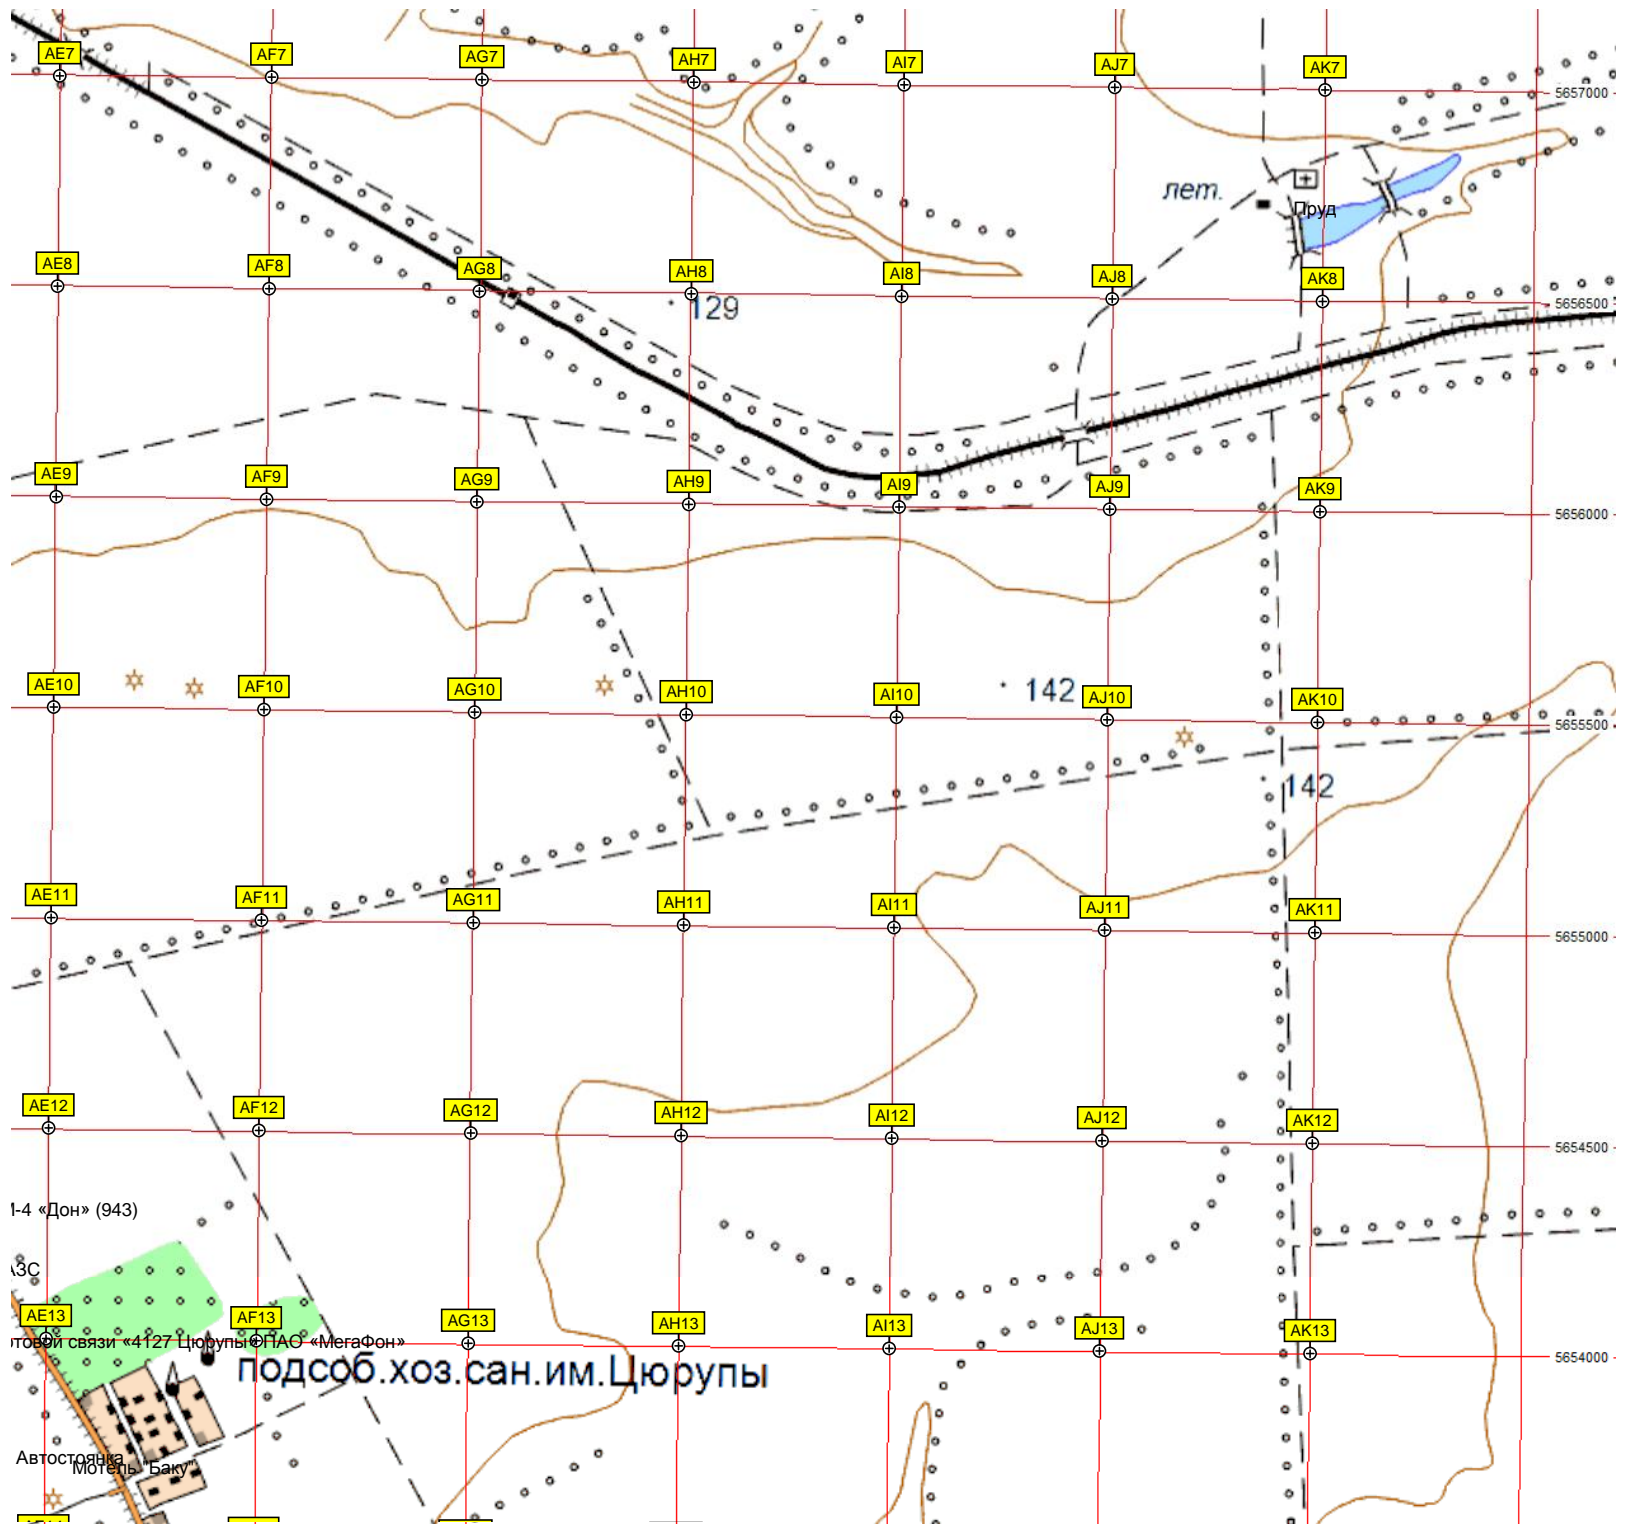 AE7 AF7 AG7 AH7 AI7 AJ7 AK7
5657000
лет.
Пруд
AE8 AF8 AG8 AH8 AI8 AJ8 AK8
129
5656500
AE9 AF9 AG9 AH9 AI9 AJ9 AK9
5656000
AE10 AF10 AG10 AH10 AI10 142 AJ10 AK10
5655500
142
AE11 AF11 AG11 AH11 AI11 AJ11 AK11
5655000
AE12 AF12 AG12 AH12 AI12 AJ12 AK12
5654500
-4 «Дон» (943)
АЗС
AE13 AF13 AG13 AH13 AI13 AJ13 AK13
товой связи «4127 Цюрупы» ПАО «МегаФон»
5654000
подсоб.хоз.сан.им.Цюрупы
Автостоянка
Мотель "Баку"